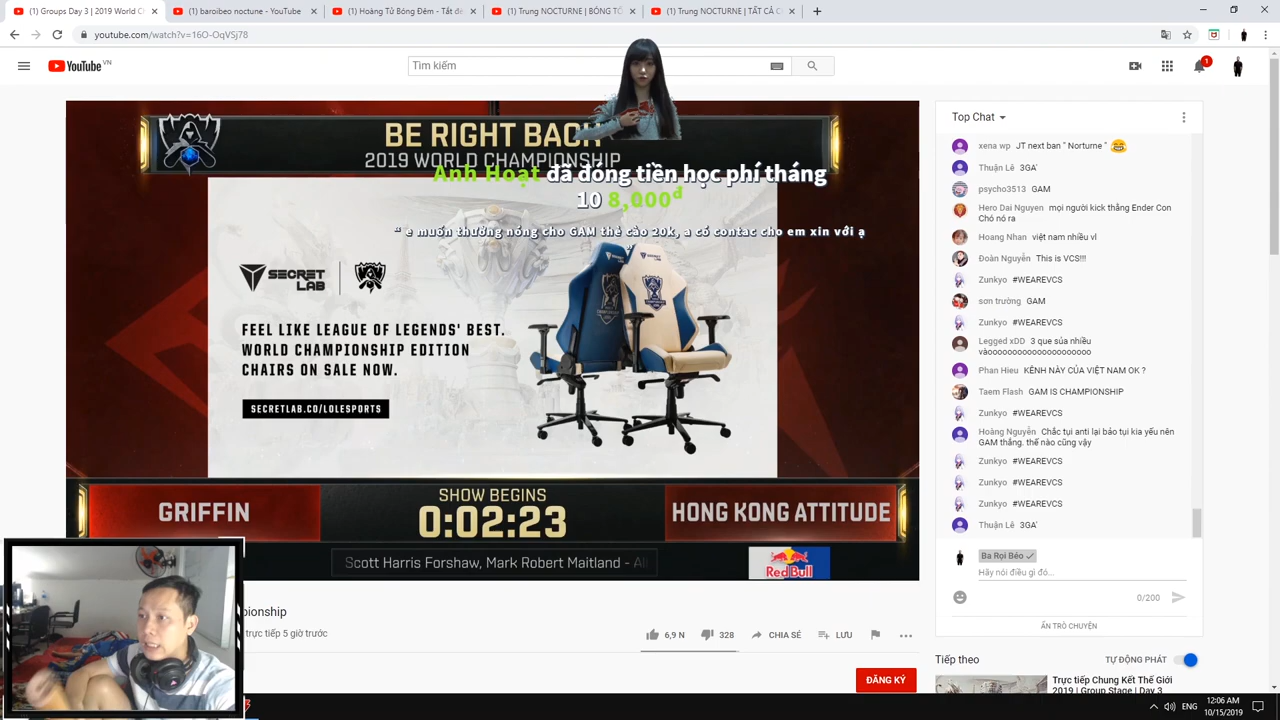 (1) Groups Day 3 | 2019 World C
(1) baroibeo noctune - YouTube
(1) Hoàng Tử Bóng Đêm - Tất
(1) Trung NOCTURNE | BÓNG TỐ
(1) Trung NOCTURNE | TẤT CẢ C
youtube.com/watch?v=16O-OqVSj78
YouTube VN
Tìm kiếm
1
BE RIGHT BACK
2019 WORLD CHAMPIONSHIP
Anh Hoạt đã đóng tiền học phí tháng
10 8,000đ
" e muốn thưởng nóng cho GAM thẻ cào 20k, a có contac cho em xin với ạ
"
SECRET
LAB
FEEL LIKE LEAGUE OF LEGENDS' BEST.
WORLD CHAMPIONSHIP EDITION
CHAIRS ON SALE NOW.
SECRETLAB.CO/LOLESPORTS
GRIFFIN
SHOW BEGINS
0:02:23
HONG KONG ATTITUDE
Scott Harris Forshaw, Mark Robert Maitland - Al
Red Bull
pionship
trực tiếp 5 giờ trước
6,9 N
328
CHIA SẺ
LƯU
ĐĂNG KÝ
Top Chat
xena wp JT next ban " Norturne "
Thuận Lê 3GA'
psycho3513 GAM
Hero Dai Nguyen mọi người kick thằng Ender Con
Chó nó ra
Hoang Nhan việt nam nhiều vl
Đoàn Nguyễn This is VCS!!!
Zunkyo #WEAREVCS
sơn trường GAM
Zunkyo #WEAREVCS
Legged xDD 3 que sủa nhiều
vàooooooooooooooooooooo
Phan Hieu KÊNH NÀY CỦA VIỆT NAM OK ?
Taem Flash GAM IS CHAMPIONSHIP
Zunkyo #WEAREVCS
Hoàng Nguyễn Chắc tụi anti lại bảo tụi kia yếu nên
GAM thắng. thế nào cũng vậy
Zunkyo #WEAREVCS
Zunkyo #WEAREVCS
Zunkyo #WEAREVCS
Thuận Lê 3GA'
Ba Rọi Béo
Hãy nói điều gì đó...
0/200
ẨN TRÒ CHUYỆN
Tiếp theo
TỰ ĐỘNG PHÁT
Trực tiếp Chung Kết Thế Giới
2019 | Group Stage | Day 3
ENG
12:06 AM
10/15/2019